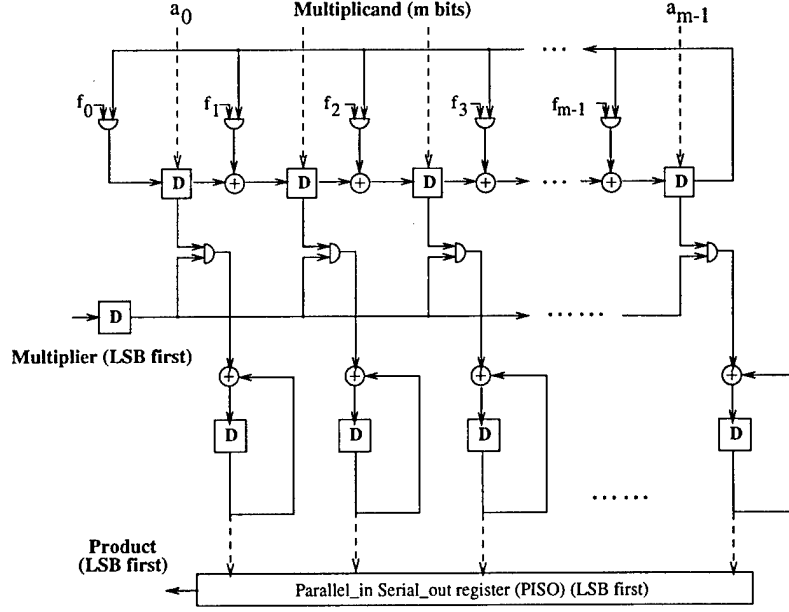 a0 Multiplicand (m bits) am-1
...
f0 f1 f2 f3 fm-1
D D D D
...
D
......
Multiplier (LSB first)
D D D D
......
Product
(LSB first)
Parallel_in Serial_out register (PISO) (LSB first)